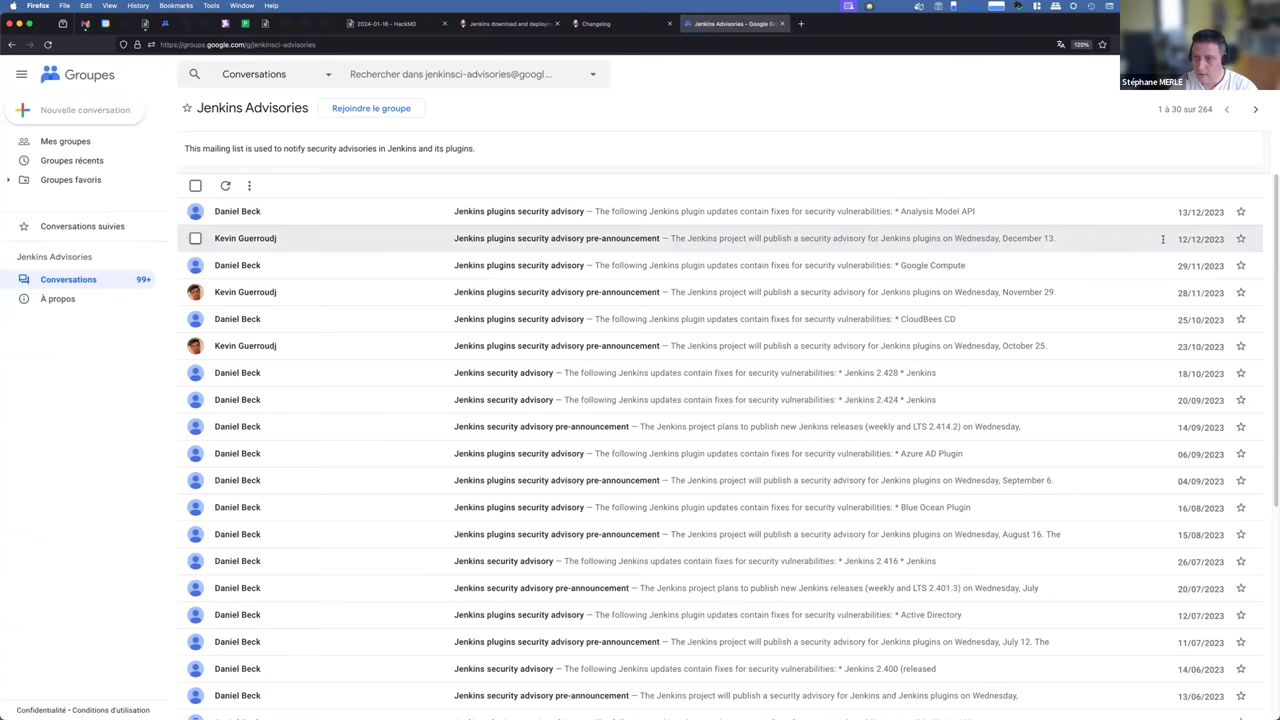 Firefox File Edit View History Bookmarks Tools Window Help
2024-01-16 - HackMD
Jenkins download and deploym
Changelog
Jenkins Advisories - Google Gr
https://groups.google.com/g/jenkinsci-advisories
120%
Stéphane MERLE
Groupes
Conversations
Rechercher dans jenkinsci-advisories@googl...
Nouvelle conversation
Mes groupes
Groupes récents
Groupes favoris
Conversations suivies
Jenkins Advisories
Conversations 99+
À propos
Confidentialité • Conditions d'utilisation
Jenkins Advisories
Rejoindre le groupe
1 à 30 sur 264
This mailing list is used to notify security advisories in Jenkins and its plugins.
Daniel Beck Jenkins plugins security advisory — The following Jenkins plugin updates contain fixes for security vulnerabilities: * Analysis Model API 13/12/2023
Kevin Guerroudj Jenkins plugins security advisory pre-announcement — The Jenkins project will publish a security advisory for Jenkins plugins on Wednesday, December 13. 12/12/2023
Daniel Beck Jenkins plugins security advisory — The following Jenkins plugin updates contain fixes for security vulnerabilities: * Google Compute 29/11/2023
Kevin Guerroudj Jenkins plugins security advisory pre-announcement — The Jenkins project will publish a security advisory for Jenkins plugins on Wednesday, November 29. 28/11/2023
Daniel Beck Jenkins plugins security advisory — The following Jenkins plugin updates contain fixes for security vulnerabilities: * CloudBees CD 25/10/2023
Kevin Guerroudj Jenkins plugins security advisory pre-announcement — The Jenkins project will publish a security advisory for Jenkins plugins on Wednesday, October 25. 23/10/2023
Daniel Beck Jenkins security advisory — The following Jenkins updates contain fixes for security vulnerabilities: * Jenkins 2.428 * Jenkins 18/10/2023
Daniel Beck Jenkins security advisory — The following Jenkins updates contain fixes for security vulnerabilities: * Jenkins 2.424 * Jenkins 20/09/2023
Daniel Beck Jenkins security advisory pre-announcement — The Jenkins project plans to publish new Jenkins releases (weekly and LTS 2.414.2) on Wednesday, 14/09/2023
Daniel Beck Jenkins plugins security advisory — The following Jenkins plugin updates contain fixes for security vulnerabilities: * Azure AD Plugin 06/09/2023
Daniel Beck Jenkins plugins security advisory pre-announcement — The Jenkins project will publish a security advisory for Jenkins plugins on Wednesday, September 6. 04/09/2023
Daniel Beck Jenkins plugins security advisory — The following Jenkins plugin updates contain fixes for security vulnerabilities: * Blue Ocean Plugin 16/08/2023
Daniel Beck Jenkins plugins security advisory pre-announcement — The Jenkins project will publish a security advisory for Jenkins plugins on Wednesday, August 16. The 15/08/2023
Daniel Beck Jenkins security advisory — The following Jenkins updates contain fixes for security vulnerabilities: * Jenkins 2.416 * Jenkins 26/07/2023
Daniel Beck Jenkins security advisory pre-announcement — The Jenkins project plans to publish new Jenkins releases (weekly and LTS 2.401.3) on Wednesday, July 20/07/2023
Daniel Beck Jenkins plugins security advisory — The following Jenkins plugin updates contain fixes for security vulnerabilities: * Active Directory 12/07/2023
Daniel Beck Jenkins plugins security advisory pre-announcement — The Jenkins project will publish a security advisory for Jenkins plugins on Wednesday, July 12. The 11/07/2023
Daniel Beck Jenkins security advisory — The following Jenkins updates contain fixes for security vulnerabilities: * Jenkins 2.400 (released 14/06/2023
Daniel Beck Jenkins security advisory pre-announcement — The Jenkins project will publish a security advisory for Jenkins and Jenkins plugins on Wednesday, 13/06/2023